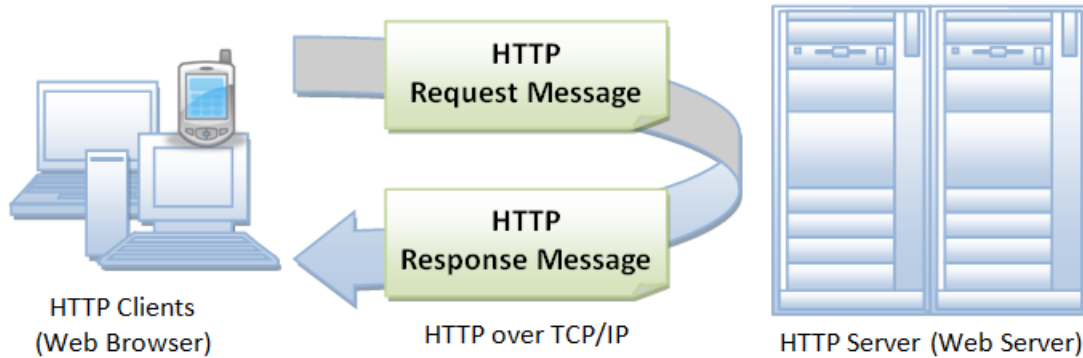 HTTP
Request Message
HTTP
Response Message
HTTP Clients
(Web Browser)
HTTP over TCP/IP
HTTP Server (Web Server)